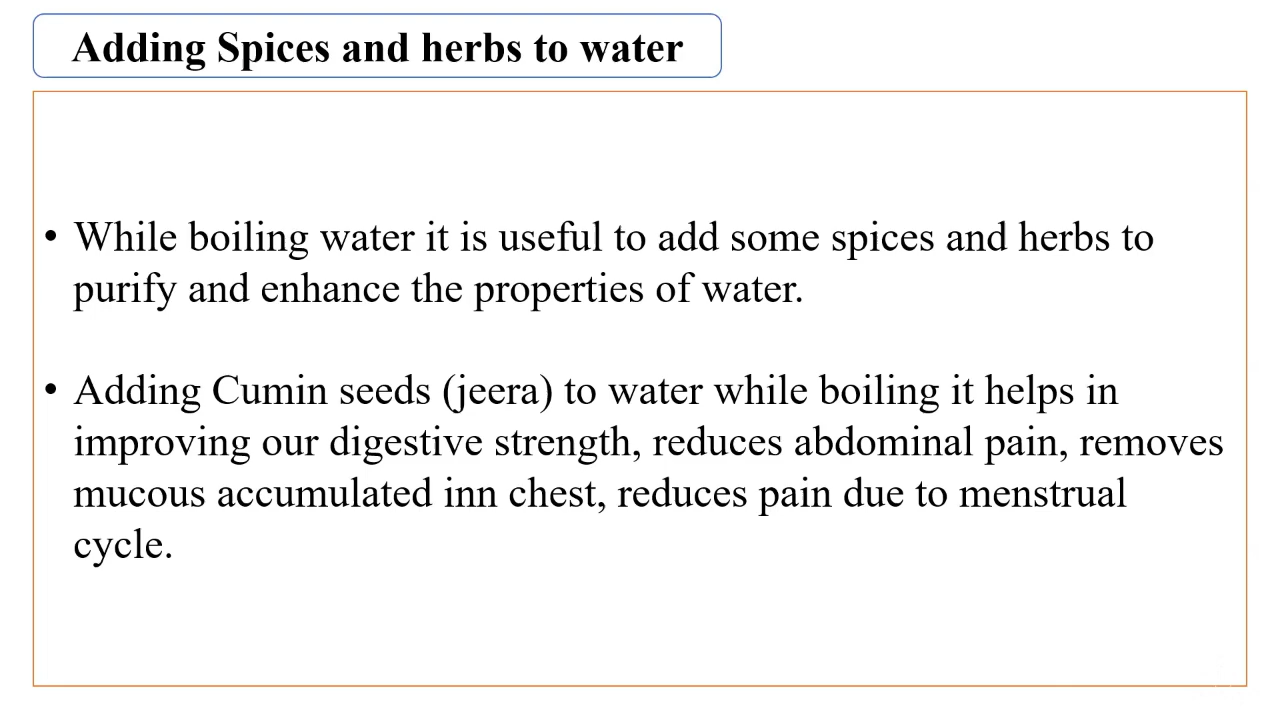 Adding Spices and herbs to water
• While boiling water it is useful to add some spices and herbs to
purify and enhance the properties of water.
• Adding Cumin seeds (jeera) to water while boiling it helps in
improving our digestive strength, reduces abdominal pain, removes
mucous accumulated inn chest, reduces pain due to menstrual
cycle.